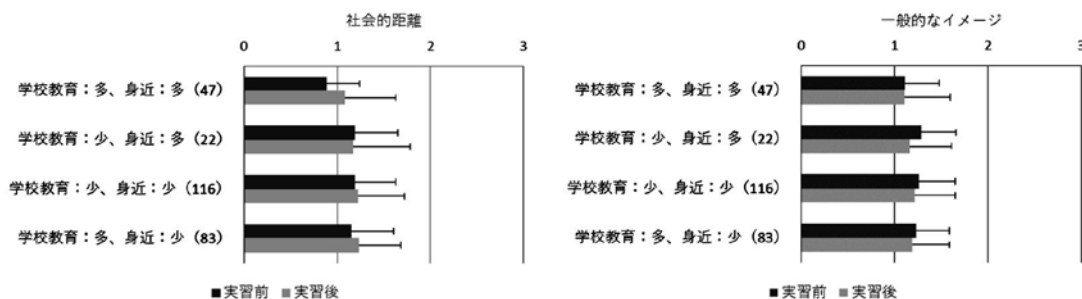 社会的距離
0 1 2 3
学校教育：多、身近：多（47）
学校教育：少、身近：多（22）
学校教育：少、身近：少（116）
学校教育：多、身近：少（83）
■実習前 ■実習後
一般的なイメージ
0 1 2 3
学校教育：多、身近：多（47）
学校教育：少、身近：多（22）
学校教育：少、身近：少（116）
学校教育：多、身近：少（83）
■実習前 ■実習後